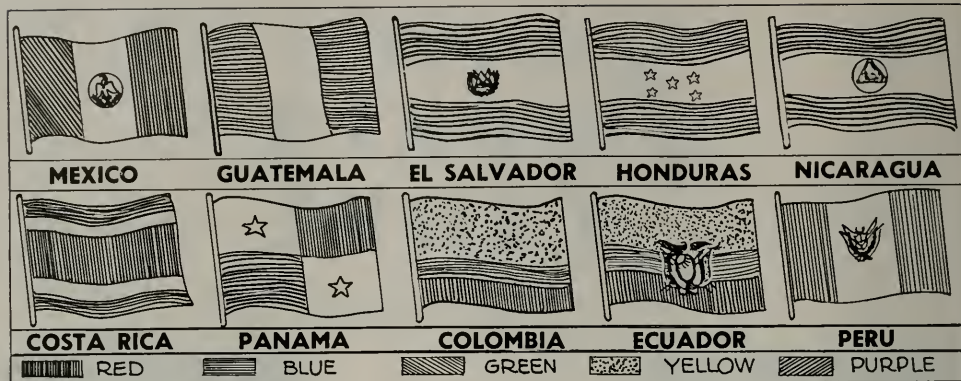 MEXICO GUATEMALA EL SALVADOR HONDURAS NICARAGUA
COSTA RICA PANAMA COLOMBIA ECUADOR PERU
RED BLUE GREEN YELLOW PURPLE